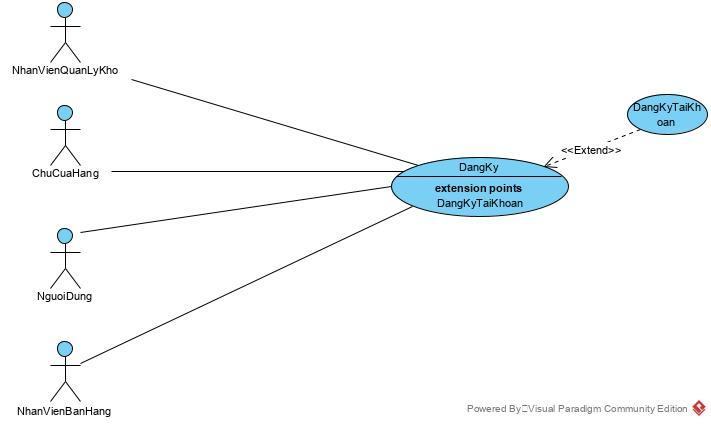 NhanVienQuanLyKho
ChuCuaHang
NguoiDung
NhanVienBanHang
DangKy
extension points
DangKyTaiKhoan
<<Extend>>
DangKyTaiKh
oan
Powered By Visual Paradigm Community Edition